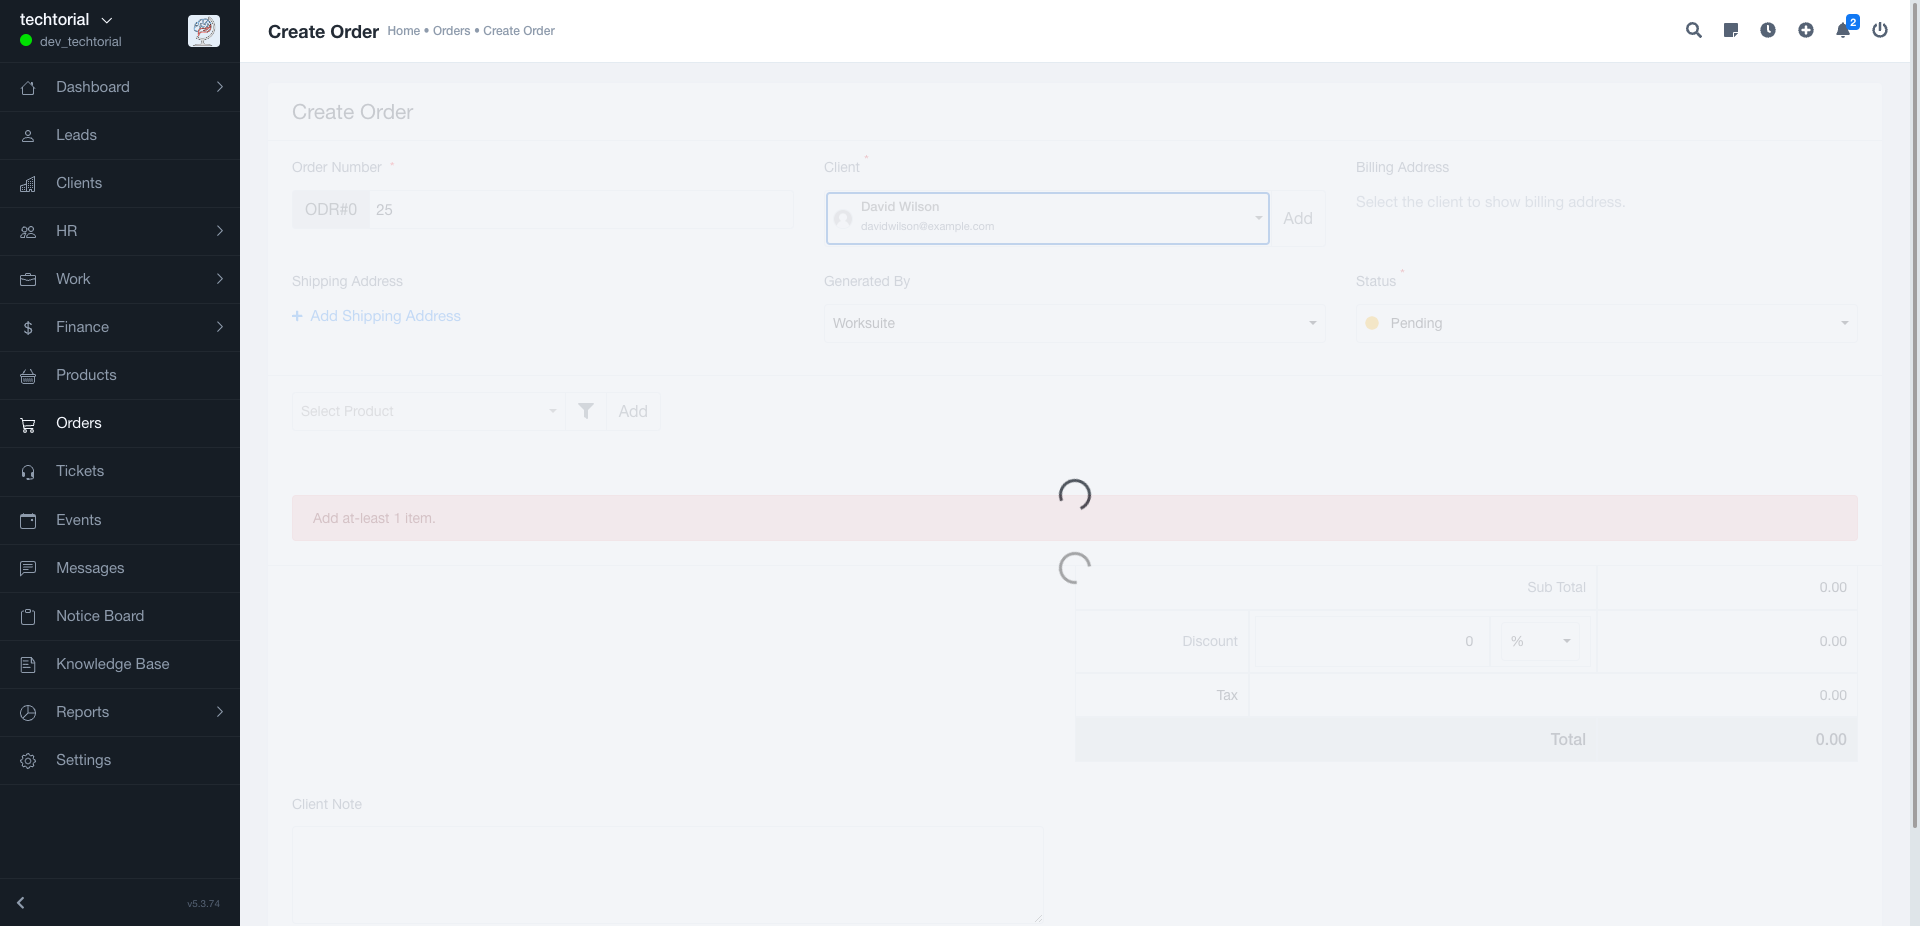 techtorial
dev_techtorial
Dashboard
Leads
Clients
HR
Work
Finance
Products
Orders
Tickets
Events
Messages
Notice Board
Knowledge Base
Reports
Settings
v5.3.74
Create Order Home • Orders • Create Order
2
Create Order
Order Number *
Client *
Billing Address
ODR#0 25
David Wilson
davidwilson@example.com
Add
Select the client to show billing address.
Shipping Address
Generated By
Status *
+ Add Shipping Address
Worksuite
Pending
Select Product
Add
Add at-least 1 item.
Sub Total 0.00
Discount 0 % 0.00
Tax 0.00
Total 0.00
Client Note